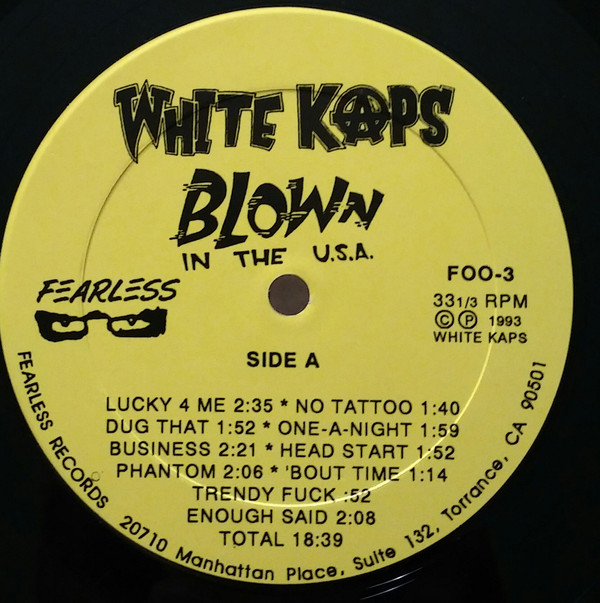 WHITE KAPS
BLOWN
IN THE U.S.A.
FEARLESS
FOO-3
33 1/3 RPM
© ℗ 1993
WHITE KAPS
SIDE A
LUCKY 4 ME 2:35 * NO TATTOO 1:40
DUG THAT 1:52 * ONE-A-NIGHT 1:59
BUSINESS 2:21 * HEAD START 1:52
PHANTOM 2:06 * 'BOUT TIME 1:14
TRENDY FUCK :52
ENOUGH SAID 2:08
TOTAL 18:39
FEARLESS RECORDS 20710 Manhattan Place, Suite 132, Torrance, CA 90501